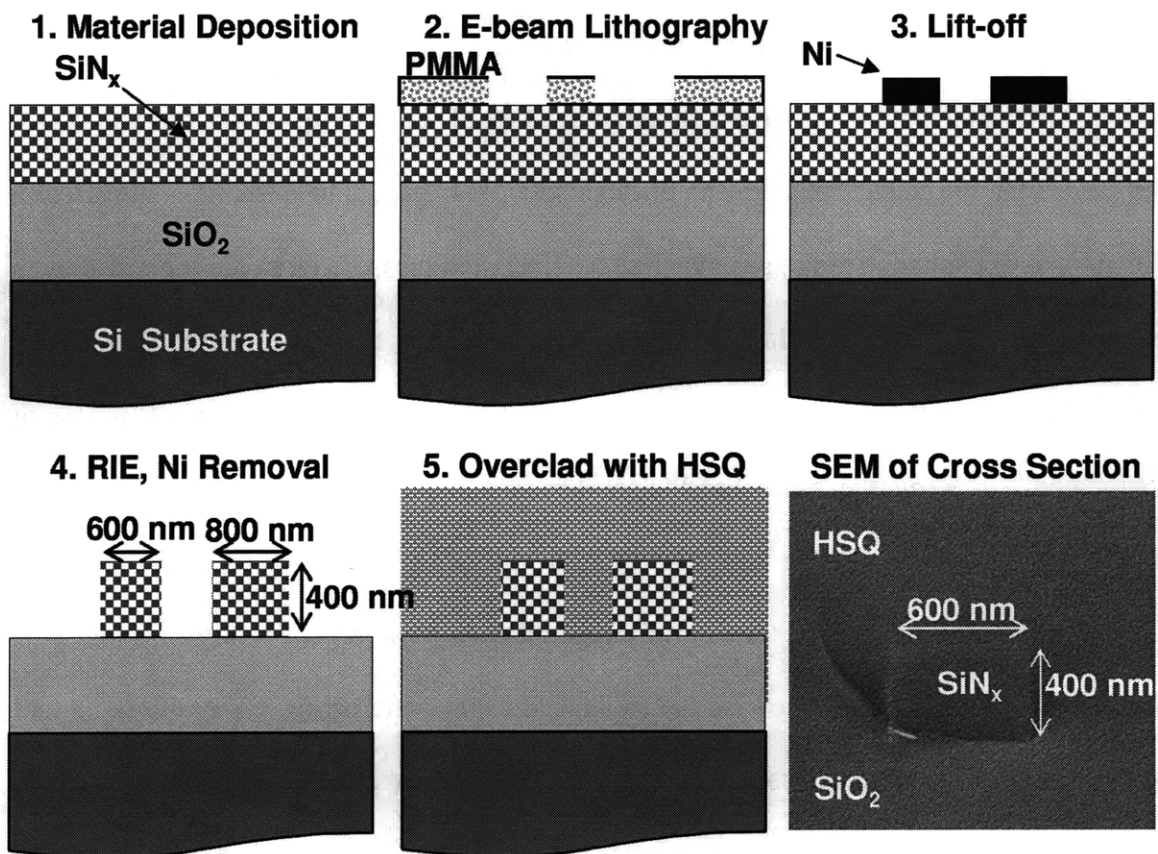 1. Material Deposition
SiNₓ
SiO₂
Si Substrate
2. E-beam Lithography
PMMA
3. Lift-off
Ni
4. RIE, Ni Removal
600 nm
800 nm
400 nm
5. Overclad with HSQ
SEM of Cross Section
HSQ
600 nm
SiNₓ
400 nm
SiO₂